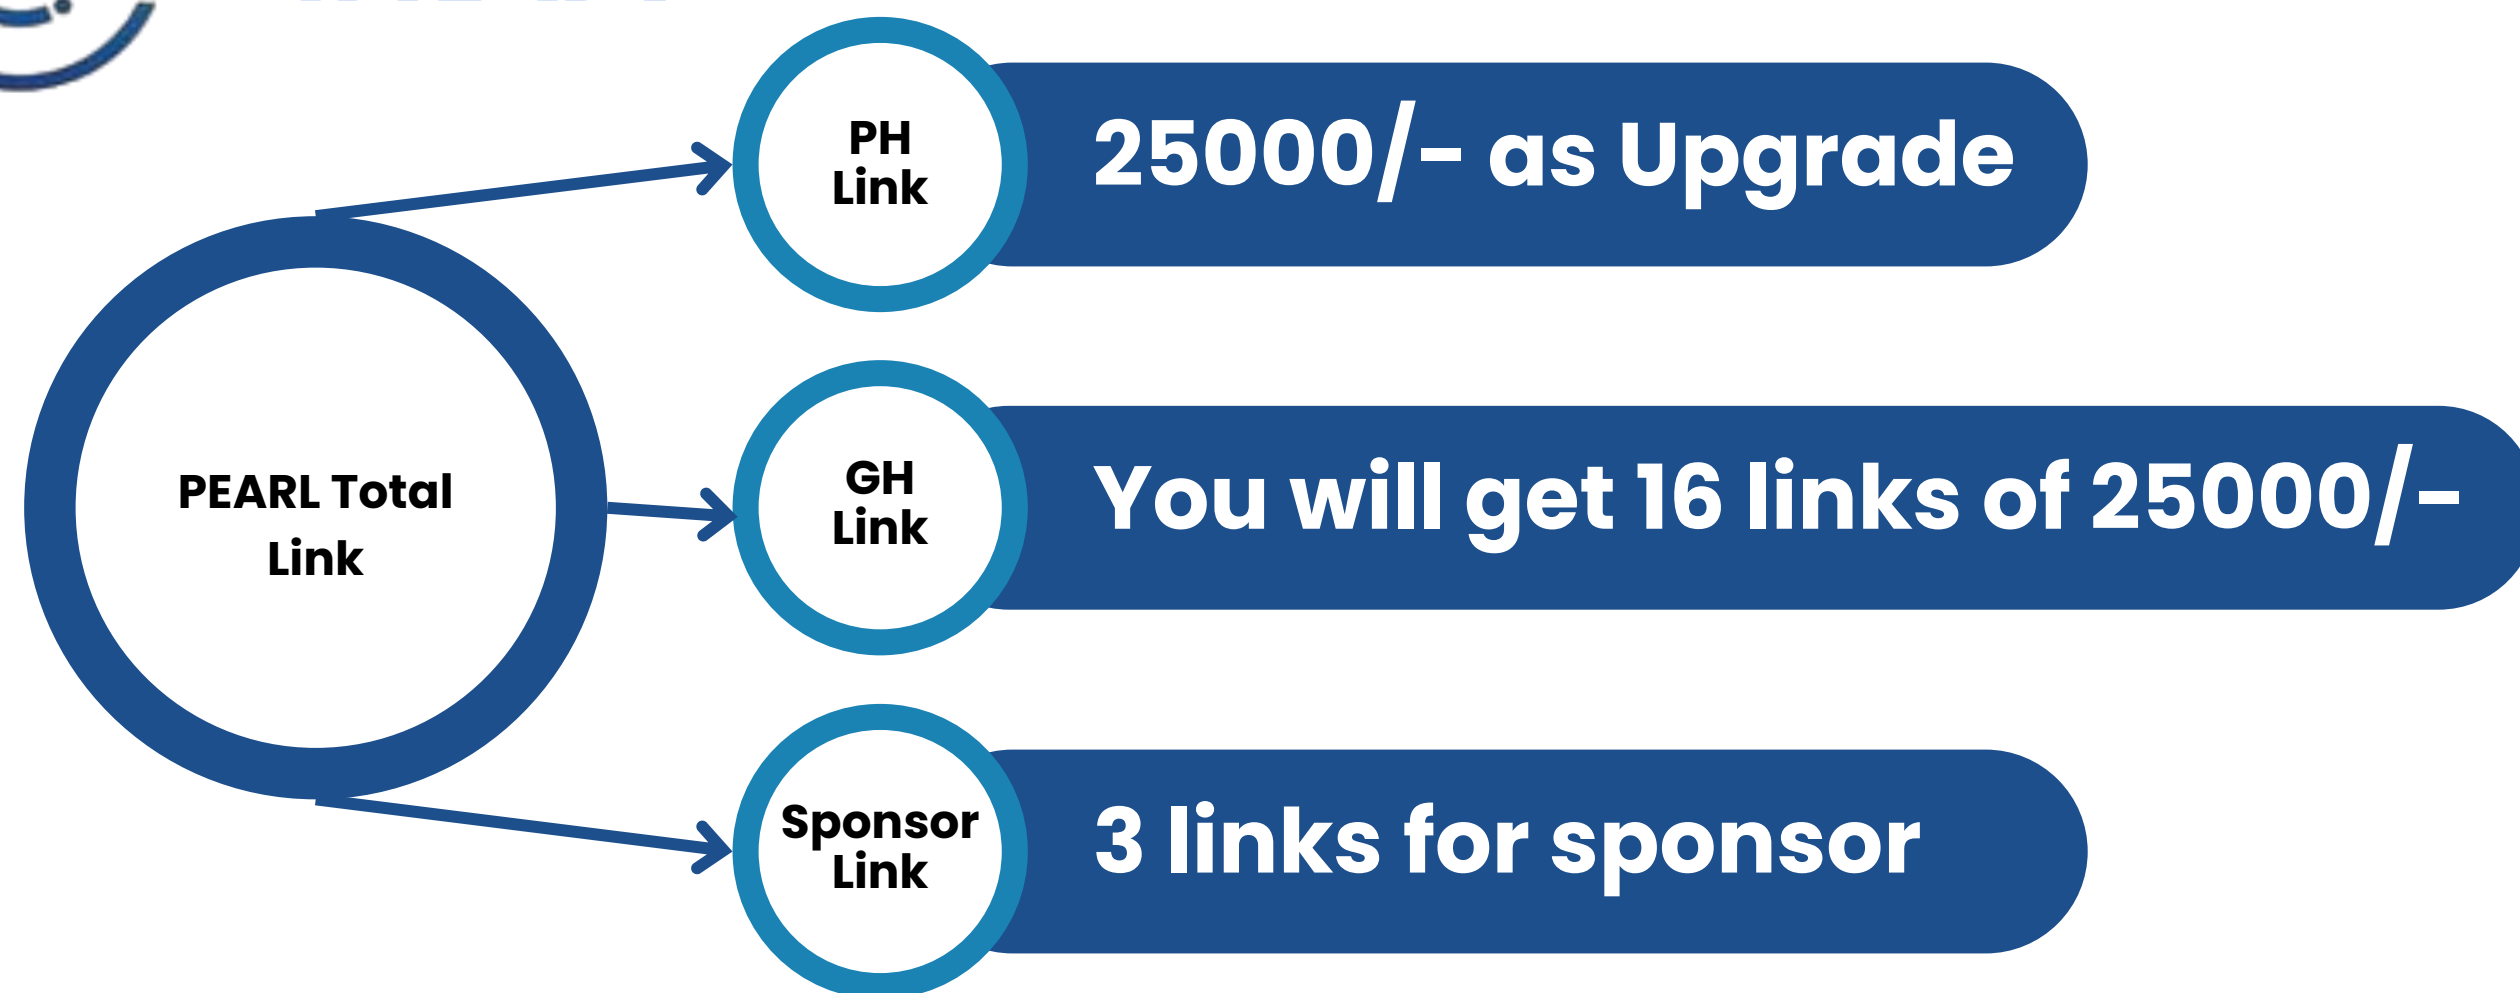 PEARL Total
Link
PH
Link
25000/- as Upgrade
GH
Link
You will get 16 links of 25000/-
Sponsor
Link
3 links for sponsor